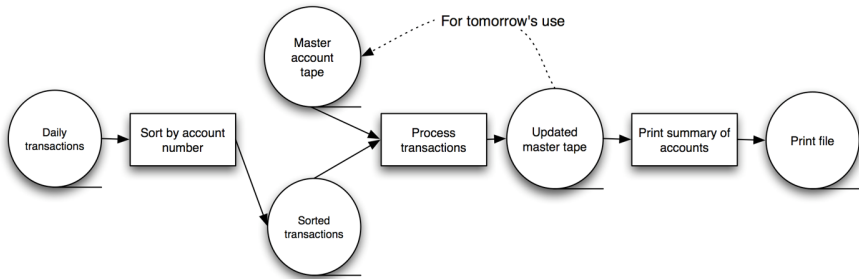 For tomorrow's use
Master
account
tape
Daily
transactions
Sort by account
number
Sorted
transactions
Process
transactions
Updated
master tape
Print summary of
accounts
Print file